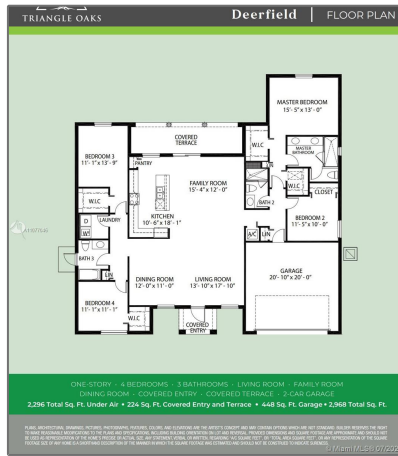 TRIANGLE OAKS
Deerfield | FLOOR PLAN
MASTER BEDROOM
15'- 5" x 13'- 0"
COVERED
TERRACE
W.I.C
MASTER
BATHROOM
BEDROOM 3
11'- 1" x 13'- 9"
PANTRY
LIN
FAMILY ROOM
15'- 4" x 12'- 0"
W.I.C
CLOSET
W.I.C
BATH 2
KITCHEN
10'- 6" x 18'- 1"
BEDROOM 2
11'- 5" x 10'- 0"
D
LAUNDRY
W
A/C
LIN
BATH 3
LIN
GARAGE
20'- 10" x 20'- 0"
DINING ROOM
12'- 0" x 11'- 0"
LIVING ROOM
13'- 10" x 17'- 10"
BEDROOM 4
11'- 1" x 11'- 1"
W.I.C
COVERED
ENTRY
ONE-STORY · 4 BEDROOMS · 3 BATHROOMS · LIVING ROOM · FAMILY ROOM
DINING ROOM · COVERED ENTRY · COVERED TERRACE · 2-CAR GARAGE
2,296 Total Sq. Ft. Under Air • 224 Sq. Ft. Covered Entry and Terrace • 448 Sq. Ft. Garage • 2,968 Total Sq. Ft.